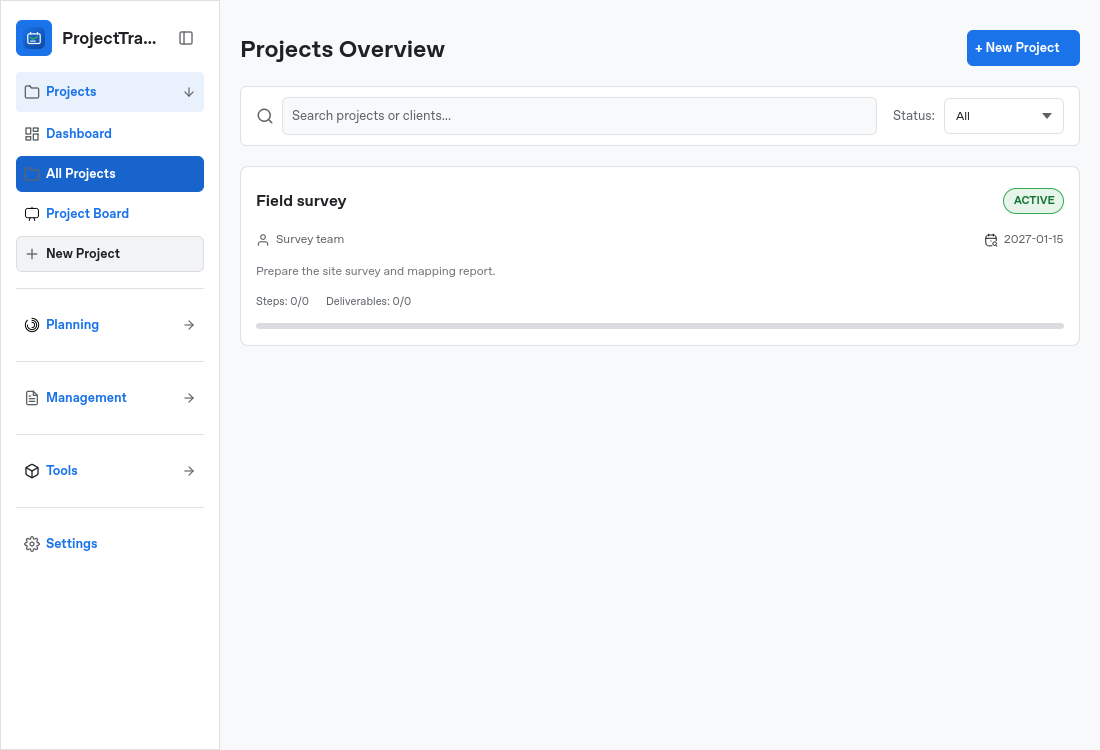 ProjectTra...
Projects
Dashboard
All Projects
Project Board
New Project
Planning
Management
Tools
Settings
Projects Overview
+ New Project
Search projects or clients...
Status:
All
Field survey
ACTIVE
Survey team
2027-01-15
Prepare the site survey and mapping report.
Steps: 0/0 Deliverables: 0/0